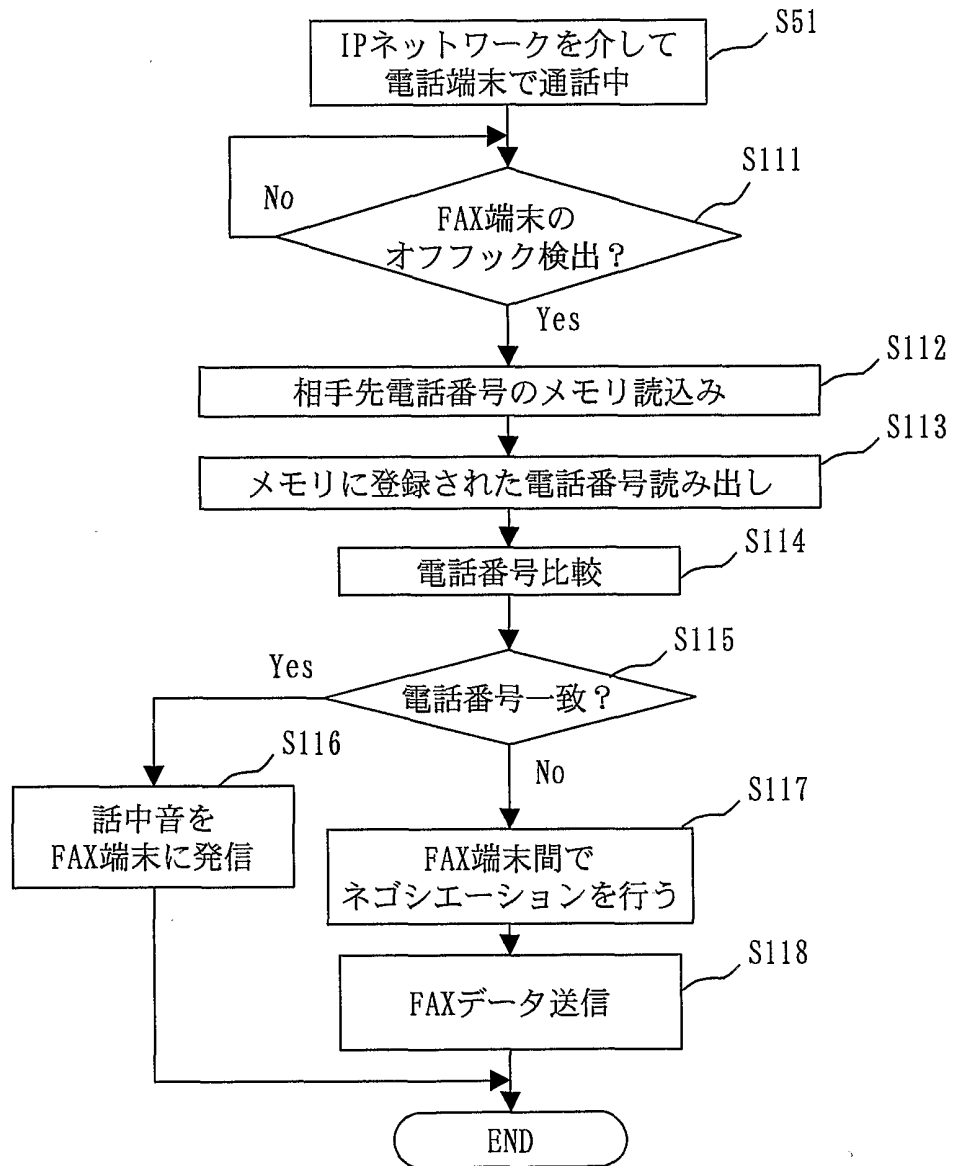 S51
IPネットワークを介して
電話端末で通話中
S111
No
FAX端末の
オフフック検出？
Yes
S112
相手先電話番号のメモリ読込み
S113
メモリに登録された電話番号読み出し
S114
電話番号比較
S115
Yes
電話番号一致？
S116
No
話中音を
FAX端末に発信
S117
FAX端末間で
ネゴシエーションを行う
S118
FAXデータ送信
END